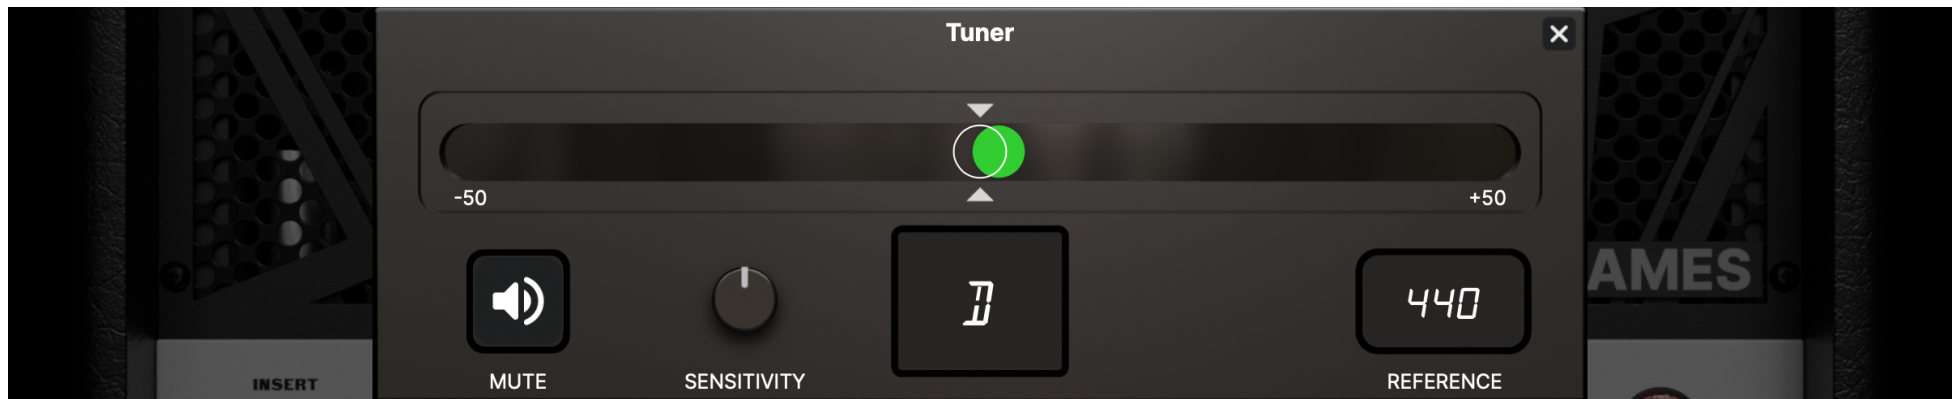 Tuner
-50
+50
D
440
AMES
MUTE
SENSITIVITY
REFERENCE
INSERT